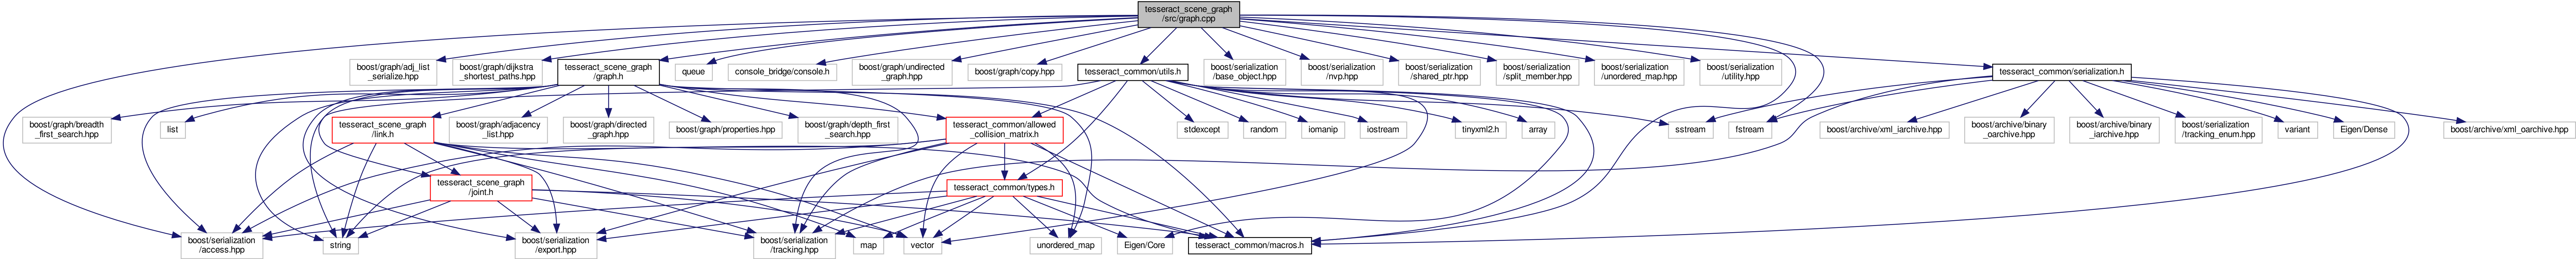 tesseract_scene_graph
/src/graph.cpp
boost/graph/adj_list
_serialize.hpp
boost/graph/dijkstra
_shortest_paths.hpp
tesseract_scene_graph
/graph.h
queue
console_bridge/console.h
boost/graph/undirected
_graph.hpp
boost/graph/copy.hpp
tesseract_common/utils.h
boost/serialization
/base_object.hpp
boost/serialization
/nvp.hpp
boost/serialization
/shared_ptr.hpp
boost/serialization
/split_member.hpp
boost/serialization
/unordered_map.hpp
boost/serialization
/utility.hpp
tesseract_common/serialization.h
boost/graph/breadth
_first_search.hpp
list
tesseract_scene_graph
/link.h
boost/graph/adjacency
_list.hpp
boost/graph/directed
_graph.hpp
boost/graph/properties.hpp
boost/graph/depth_first
_search.hpp
tesseract_common/allowed
_collision_matrix.h
stdexcept
random
iomanip
iostream
tinyxml2.h
array
sstream
fstream
boost/archive/xml_iarchive.hpp
boost/archive/binary
_oarchive.hpp
boost/archive/binary
_iarchive.hpp
boost/serialization
/tracking_enum.hpp
variant
Eigen/Dense
boost/archive/xml_oarchive.hpp
tesseract_scene_graph
/joint.h
tesseract_common/types.h
boost/serialization
/access.hpp
string
boost/serialization
/export.hpp
boost/serialization
/tracking.hpp
map
vector
unordered_map
Eigen/Core
tesseract_common/macros.h